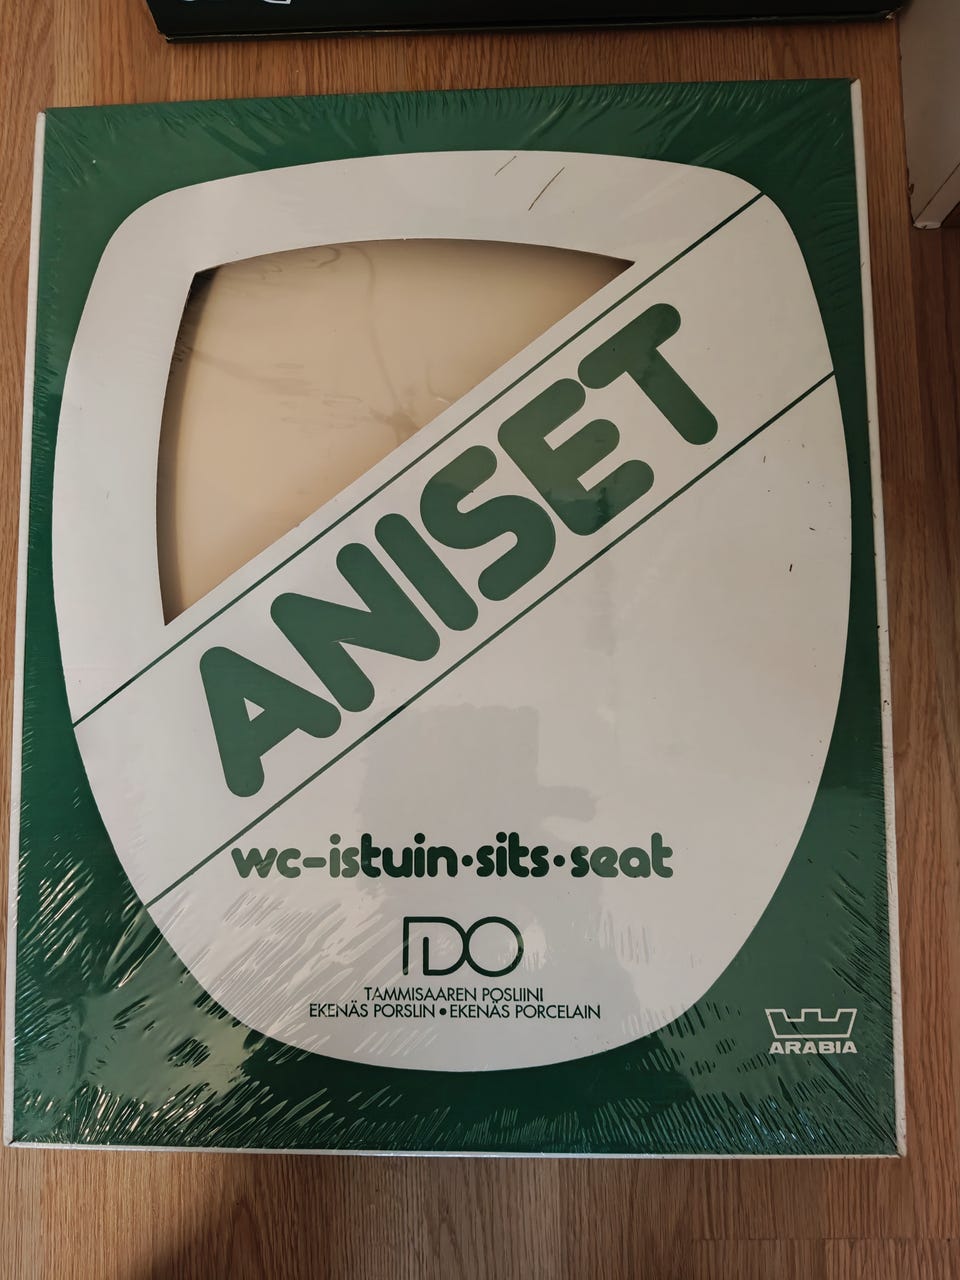 ANISET
wc-istuin•sits•seat
IDO
TAMMISAAREN POSLIINI
EKENÄS PORSLIN • EKENÄS PORCELAIN
ARABIA